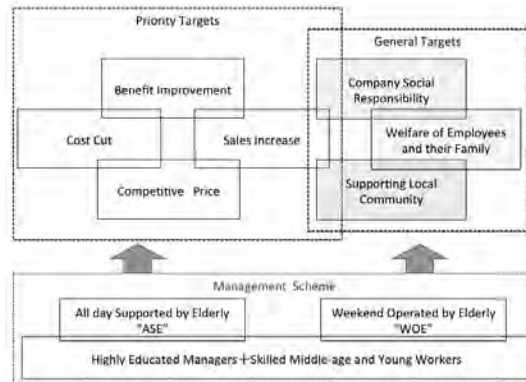 Priority Targets
General Targets
Benefit Improvement
Company Social
Responsibility
Cost Cut
Sales Increase
Welfare of Employees
and their Family
Competitive Price
Supporting Local
Community
Management Scheme
All day Supported by Elderly
"ASE"
Weekend Operated by Elderly
"WOE"
Highly Educated Managers+Skilled Middle-age and Young Workers